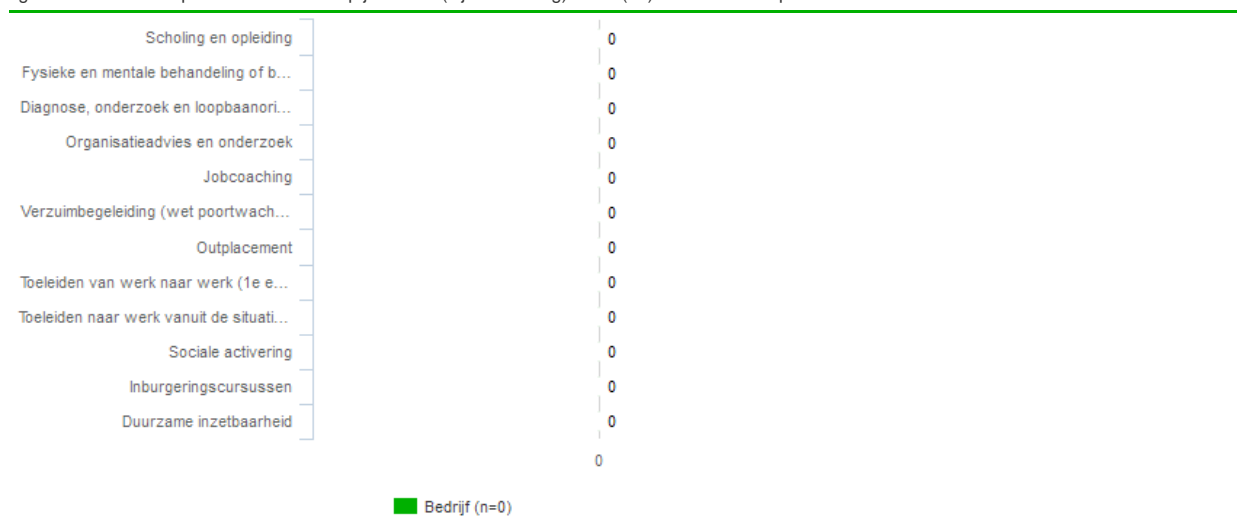 Scholing en opleiding 0
Fysieke en mentale behandeling of b... 0
Diagnose, onderzoek en loopbaanori... 0
Organisatieadvies en onderzoek 0
Jobcoaching 0
Verzuimbegeleiding (wet poortwach... 0
Outplacement 0
Toeleiden van werk naar werk (1e e... 0
Toeleiden naar werk vanuit de situati... 0
Sociale activering 0
Inburgeringscursussen 0
Duurzame inzetbaarheid 0
0
Bedrijf (n=0)